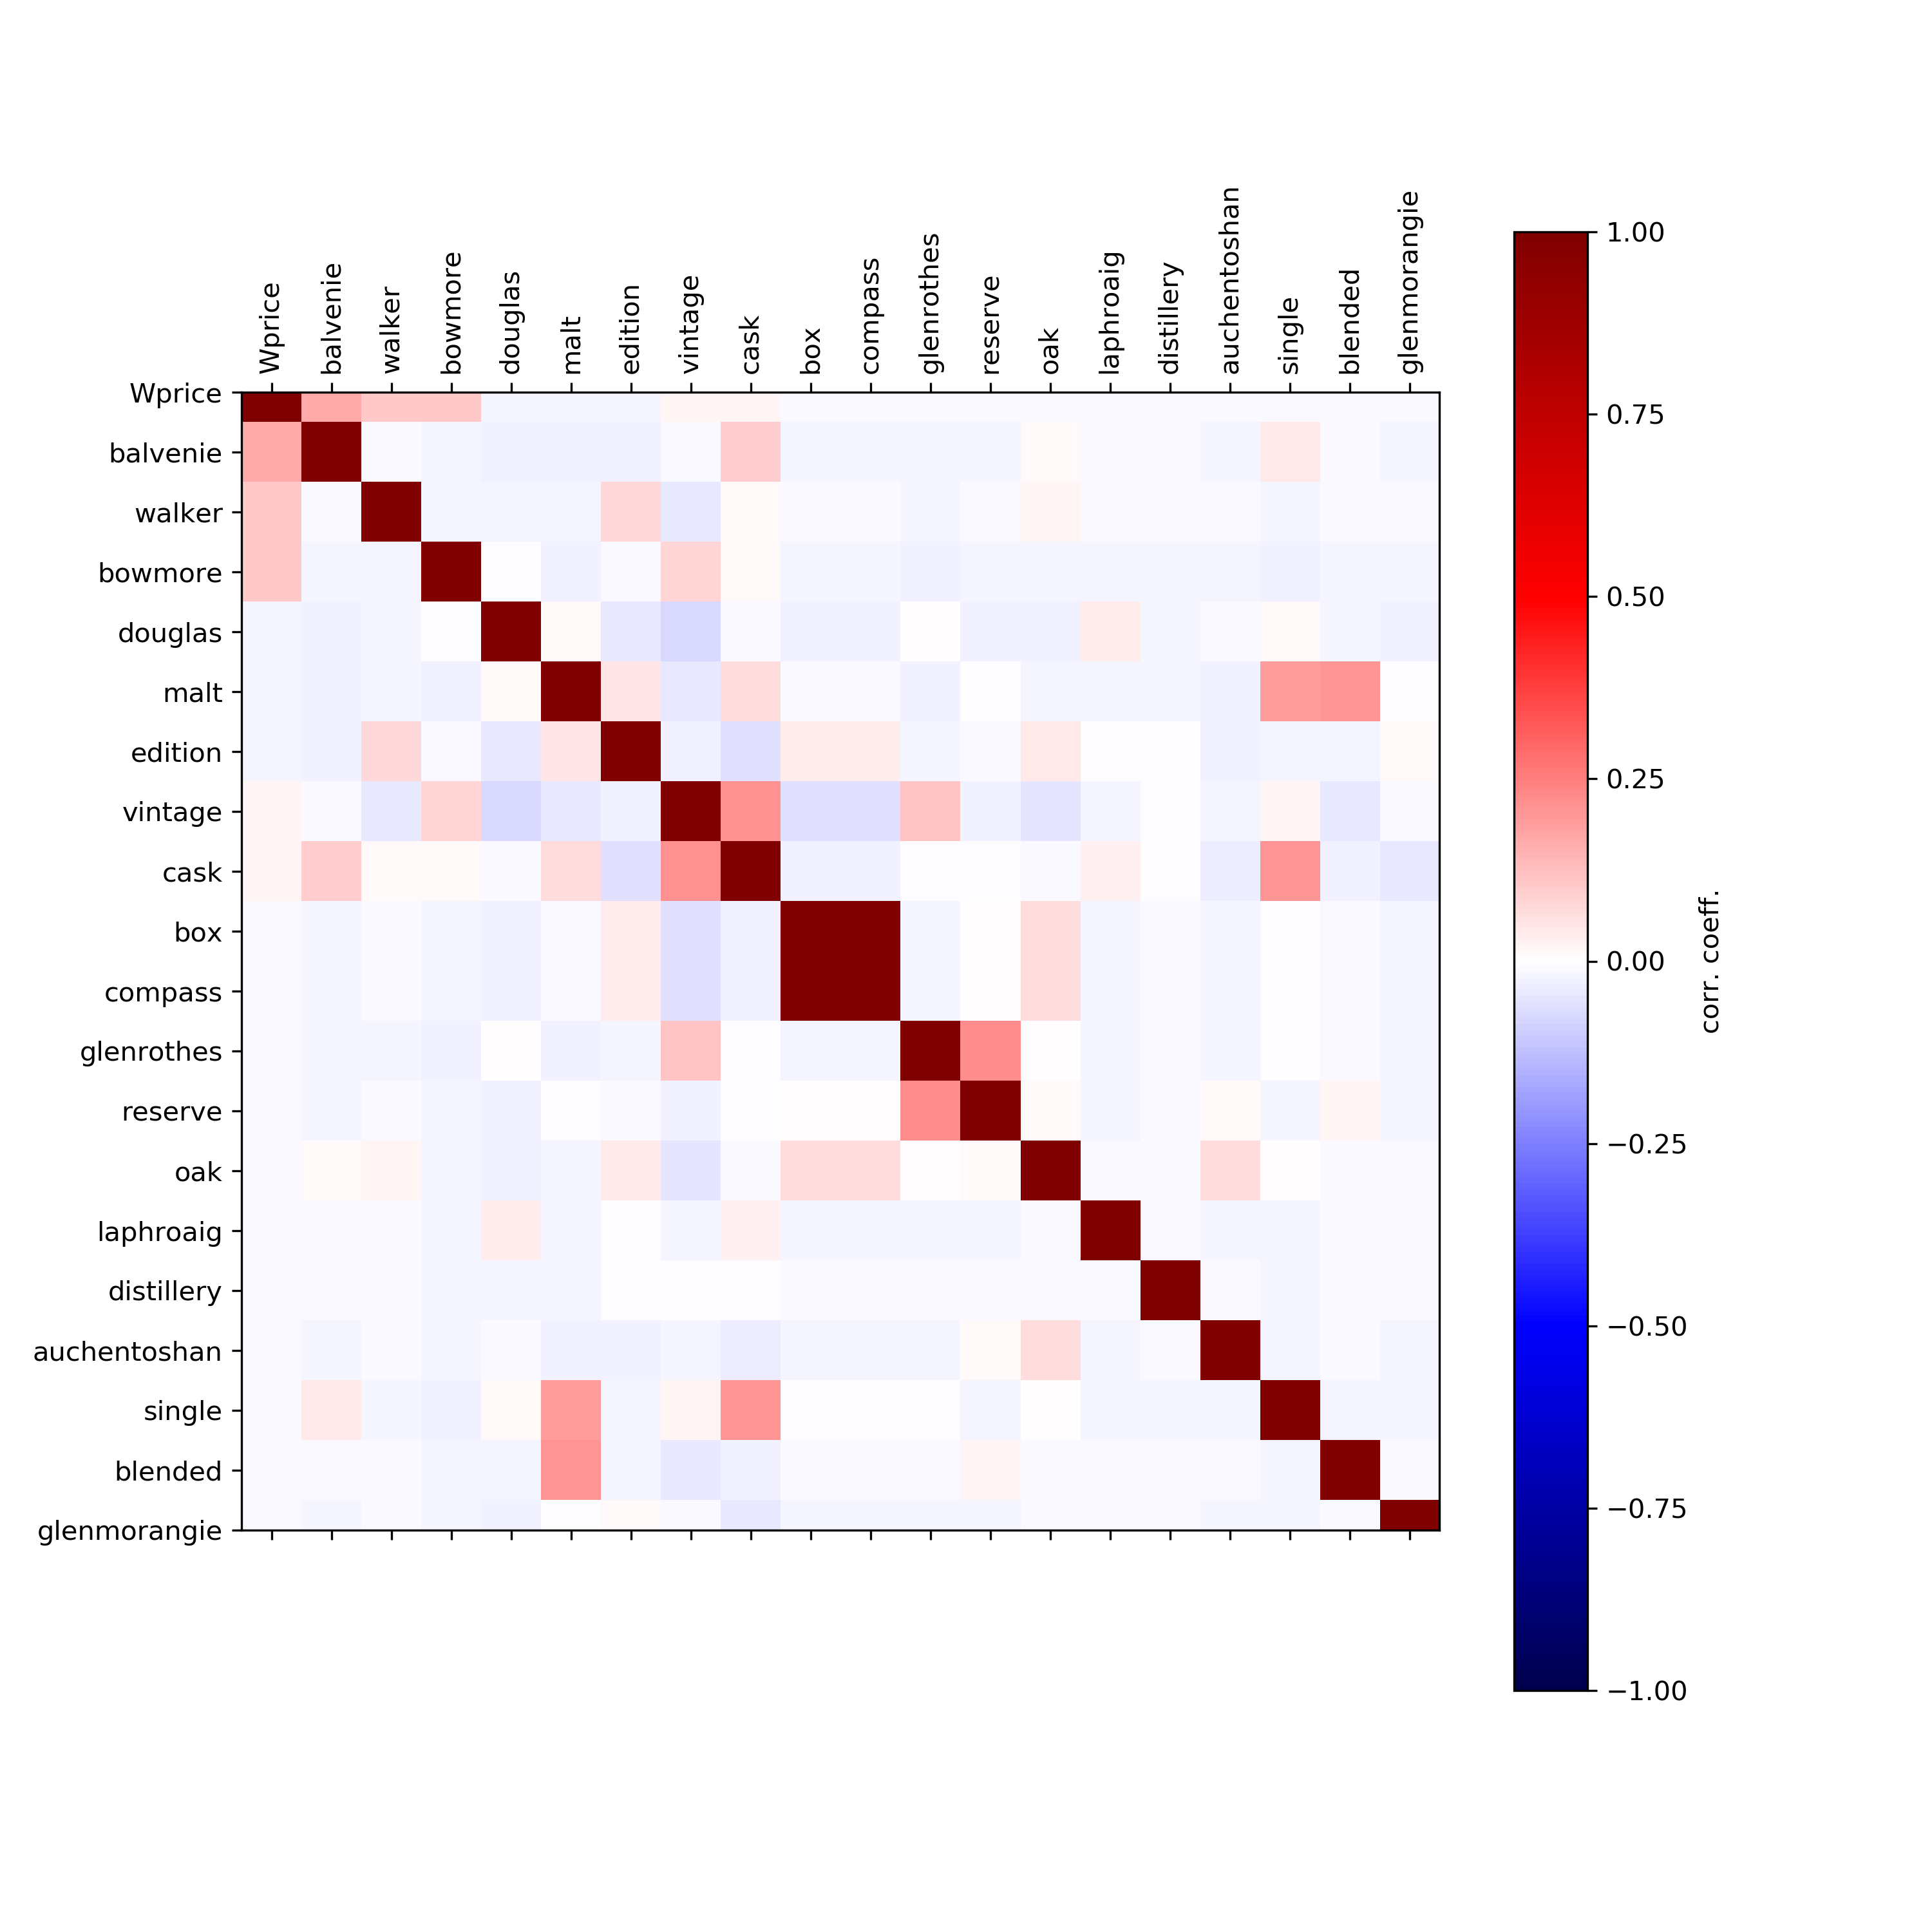 Wprice
balvenie
walker
bowmore
douglas
malt
edition
vintage
cask
box
compass
glenrothes
reserve
oak
laphroaig
distillery
auchentoshan
single
blended
glenmorangie
Wprice
balvenie
walker
bowmore
douglas
malt
edition
vintage
cask
box
compass
glenrothes
reserve
oak
laphroaig
distillery
auchentoshan
single
blended
glenmorangie
1.00
0.75
0.50
0.25
0.00
−0.25
−0.50
−0.75
−1.00
corr. coeff.